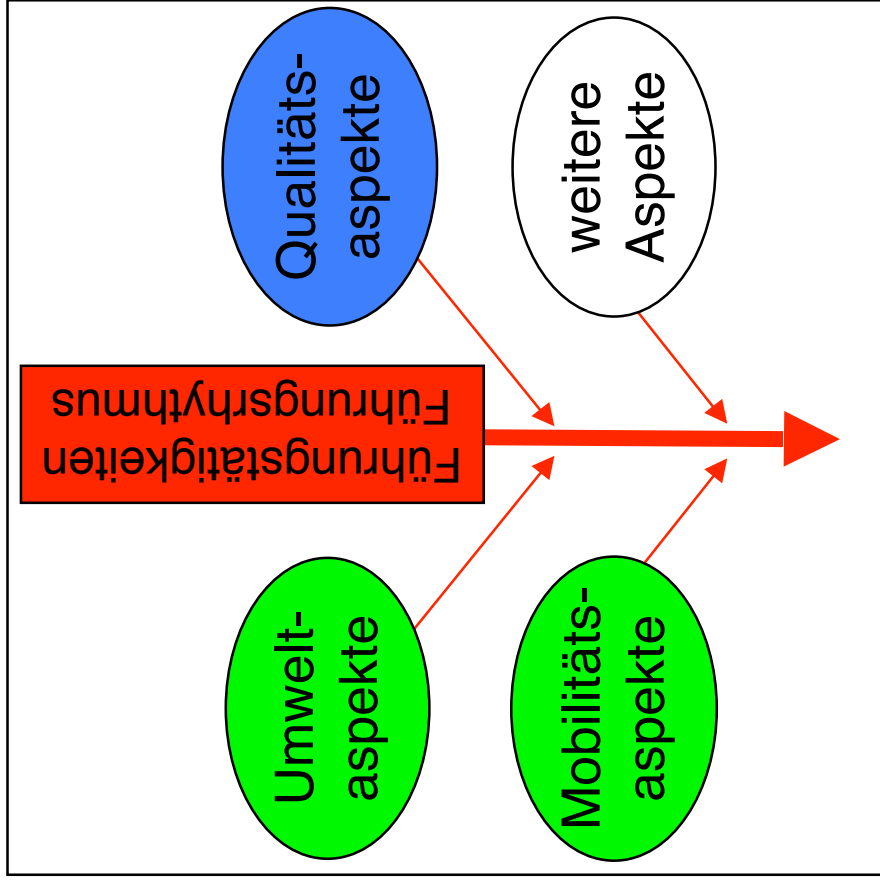 Führungstätigkeiten
Führungsrhythmus
Umwelt-
aspekte
Qualitäts-
aspekte
Mobilitäts-
aspekte
weitere
Aspekte